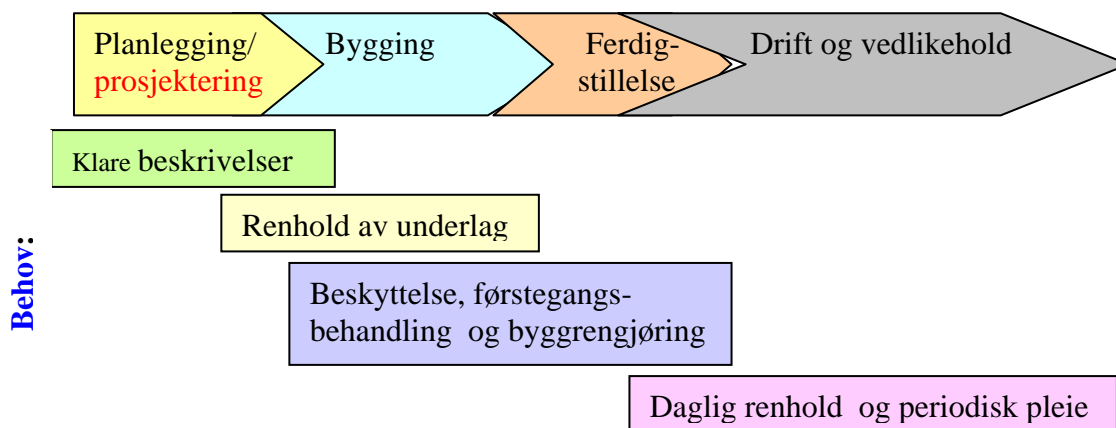 Planlegging/
prosjektering
Bygging
Ferdig-
stillelse
Drift og vedlikehold
Behov:
Klare beskrivelser
Renhold av underlag
Beskyttelse, førstegangs-
behandling og byggrengjøring
Daglig renhold og periodisk pleie